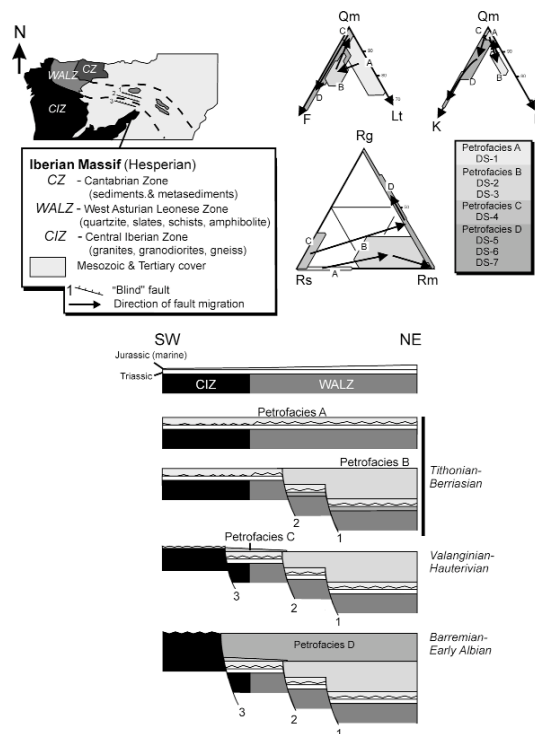 N
WALZ
CZ
CIZ
1
2
3
Iberian Massif (Hesperian)
CZ - Cantabrian Zone
(sediments.& metasediments)
WALZ - West Asturian Leonese Zone
(quartzite, slates, schists, amphibolite)
CIZ - Central Iberian Zone
(granites, granodiorites, gneiss)
Mesozoic & Tertiary cover
1 "Blind" fault
Direction of fault migration
Qm
C
A
B
D
F
Lt
Qm
C
A
B
D
K
Rg
D
C
B
A
Rs
Rm
Petrofacies A
DS-1
Petrofacies B
DS-2
DS-3
Petrofacies C
DS-4
Petrofacies D
DS-5
DS-6
DS-7
SW
NE
Jurassic (marine)
Triassic
CIZ
WALZ
Petrofacies A
Petrofacies B
Tithonian-
Berriasian
2
1
Petrofacies C
Valanginian-
Hauterivian
3
2
1
Petrofacies D
Barremian-
Early Albian
3
2
1